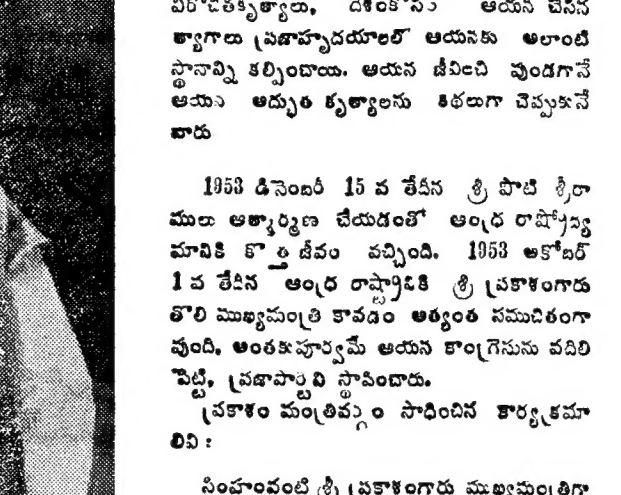 విరోచితకృత్యాలు, ఆయన చేసిన
త్యాగాలు ప్రజాహృదయాలలో ఆయనకు అలాంటి
స్థానాన్ని కల్పించాయి. ఆయన జీవించి వుండగానే
ఆయన అద్భుత కృత్యాలను కథలుగా చెప్పుకునే
వారు
1953 డిసెంబర్ 15 వ తేదీన శ్రీ పొటి శ్రీరా
ములు ఆత్మార్పణ చేయడంతో ఆంధ్ర రాష్ట్రోద్య
మానికి కొత్త జీవం వచ్చింది. 1953 అకోబర్
1 వ తేదీన ఆంధ్ర రాష్ట్రానికి శ్రీ ప్రకాశంగారు
తొలి ముఖ్యమంత్రి కావడం అత్యంత సముచితంగా
వుంది. అంతకుపూర్వమే ఆయన కాంగ్రెసును వదిలి
పెట్టి, ప్రజాపార్టీని స్థాపించారు.
ప్రకాశం మంత్రివర్గం సాధించిన కార్యక్రమా
లివి :
సింహంవంటి శ్రీ ప్రకాశంగారు ముఖ్యమంత్రిగా